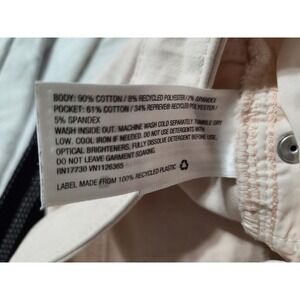 BODY: 90% COTTON / 8% RECYCLED POLYESTER / 2% SPANDEX
POCKET: 61% COTTON / 34% REPREVE® RECYCLED POLYESTER /
5% SPANDEX
WASH INSIDE OUT. MACHINE WASH COLD SEPARATELY. TUMBLE DRY
LOW. COOL IRON IF NEEDED. DO NOT USE DETERGENTS WITH
OPTICAL BRIGHTENERS. FULLY DISSOLVE DETERGENT BEFORE USE.
DO NOT LEAVE GARMENT SOAKING.
RN17730 VN1126365
LABEL MADE FROM 100% RECYCLED PLASTIC